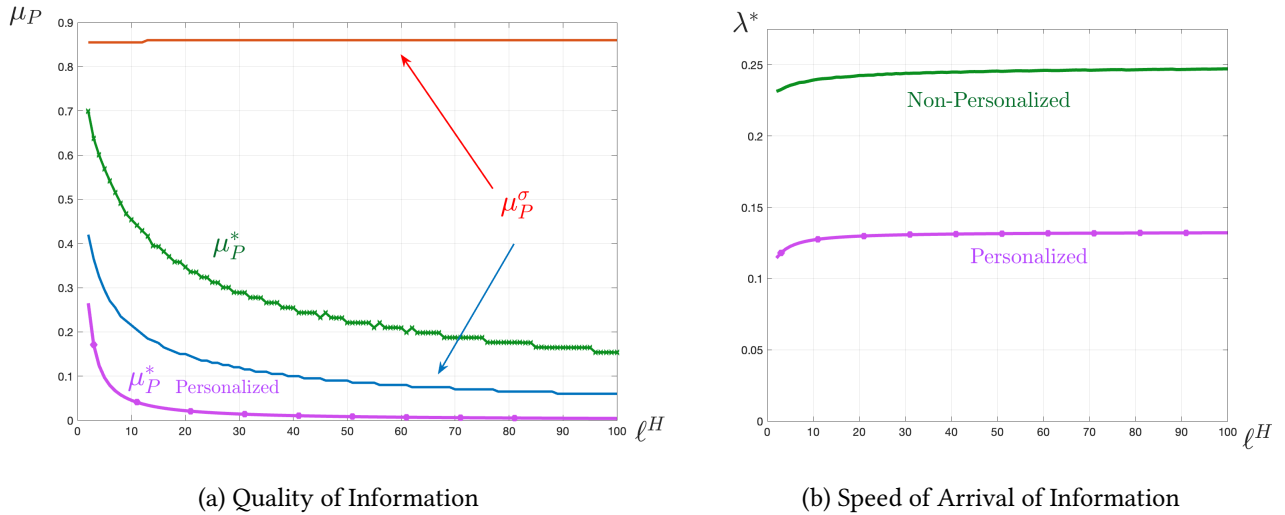 μ_P
0.9
0.8
0.7
0.6
0.5
0.4
0.3
0.2
0.1
0
μ_P^σ
μ_P^*
μ_P^* Personalized
0 10 20 30 40 50 60 70 80 90 100
ℓ^H
(a) Quality of Information
λ*
0.25
0.2
0.15
0.1
0.05
0
Non-Personalized
Personalized
0 10 20 30 40 50 60 70 80 90 100
ℓ^H
(b) Speed of Arrival of Information